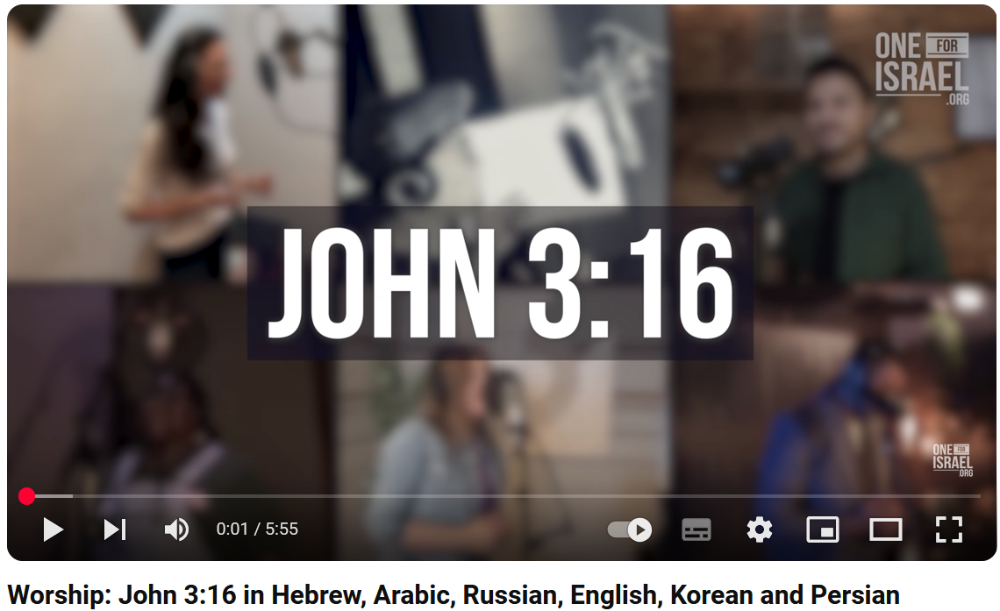 ONE FOR
ISRAEL
.ORG
JOHN 3:16
ONE FOR
ISRAEL
.ORG
0:01 / 5:55
Worship: John 3:16 in Hebrew, Arabic, Russian, English, Korean and Persian